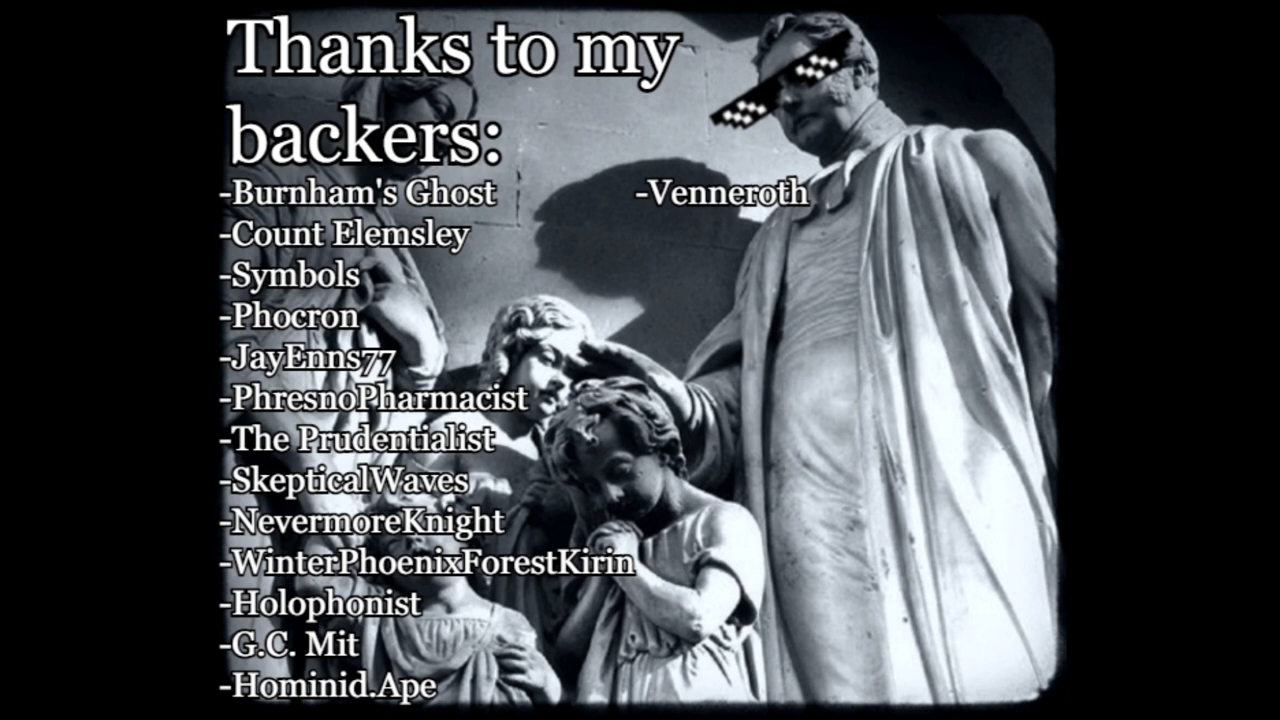 Thanks to my
backers:
-Burnham's Ghost
-Count Elemsley
-Symbols
-Phocron
-JayEnns77
-PhresnoPharmacist
-The Prudentialist
-SkepticalWaves
-NevermoreKnight
-WinterPhoenixForestKirin
-Holophonist
-G.C. Mit
-Hominid.Ape
-Venneroth